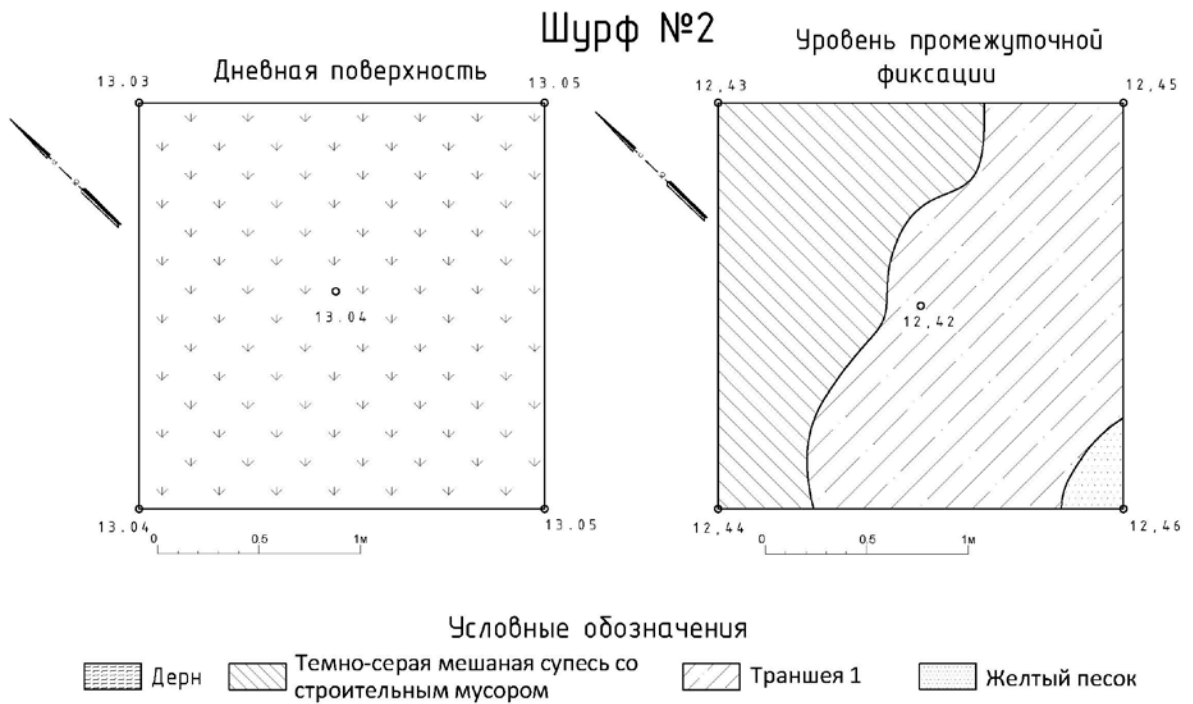 Шурф №2
Дневная поверхность
13.03
13.05
13.04
13.04
13.05
0 0,5 1м
Уровень промежуточной
фиксации
12,43
12,45
12,42
12,44
12,46
0 0,5 1м
Условные обозначения
Дерн
Темно-серая мешаная супесь со
строительным мусором
Траншея 1
Желтый песок